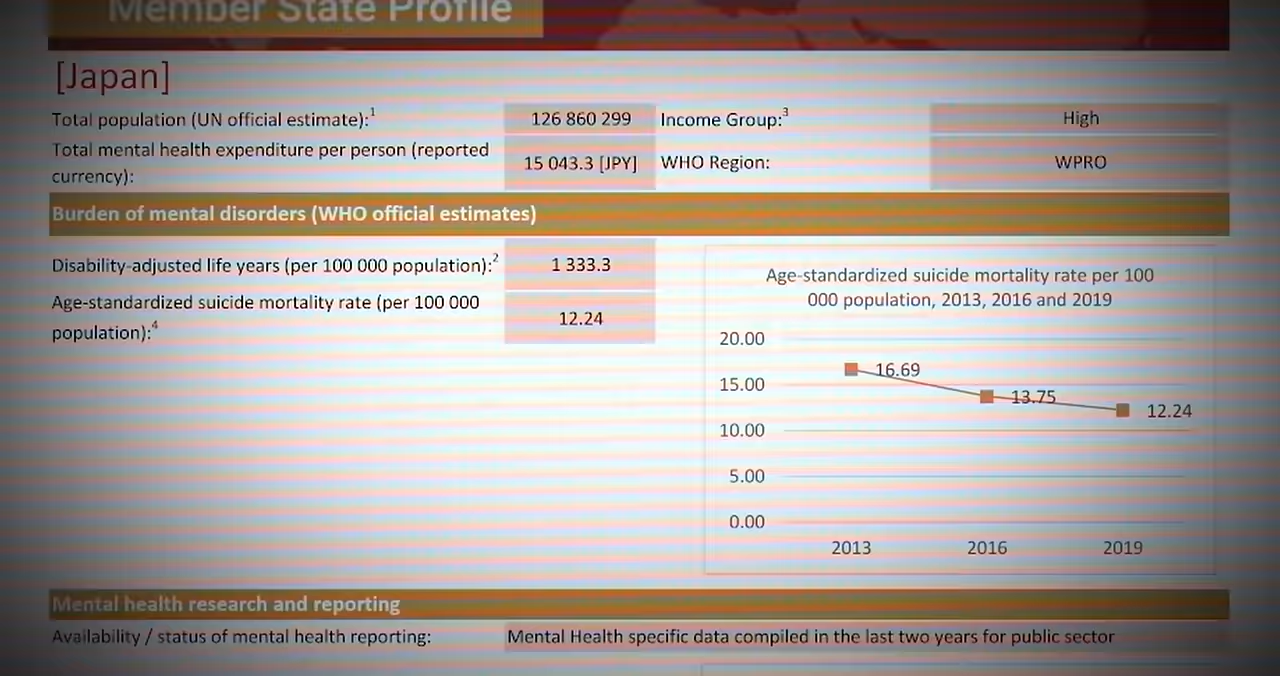 Member State Profile
[Japan]
Total population (UN official estimate):1 126 860 299 Income Group:3 High
Total mental health expenditure per person (reported
currency): 15 043.3 [JPY] WHO Region: WPRO
Burden of mental disorders (WHO official estimates)
Disability-adjusted life years (per 100 000 population):2 1 333.3
Age-standardized suicide mortality rate (per 100 000
population):4 12.24
Age-standardized suicide mortality rate per 100
000 population, 2013, 2016 and 2019
20.00
15.00
10.00
5.00
0.00
16.69
13.75
12.24
2013 2016 2019
Mental health research and reporting
Availability / status of mental health reporting: Mental Health specific data compiled in the last two years for public sector